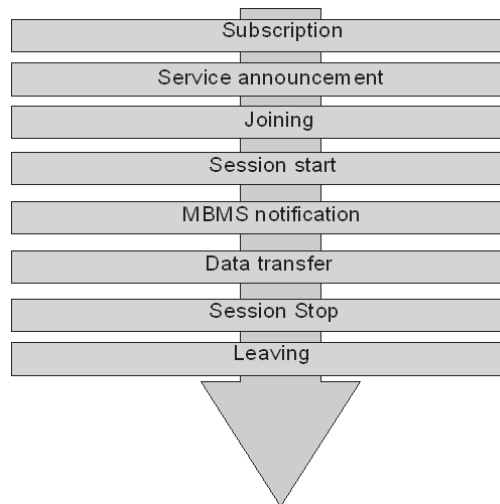 Subscription
Service announcement
Joining
Session start
MBMS notification
Data transfer
Session Stop
Leaving